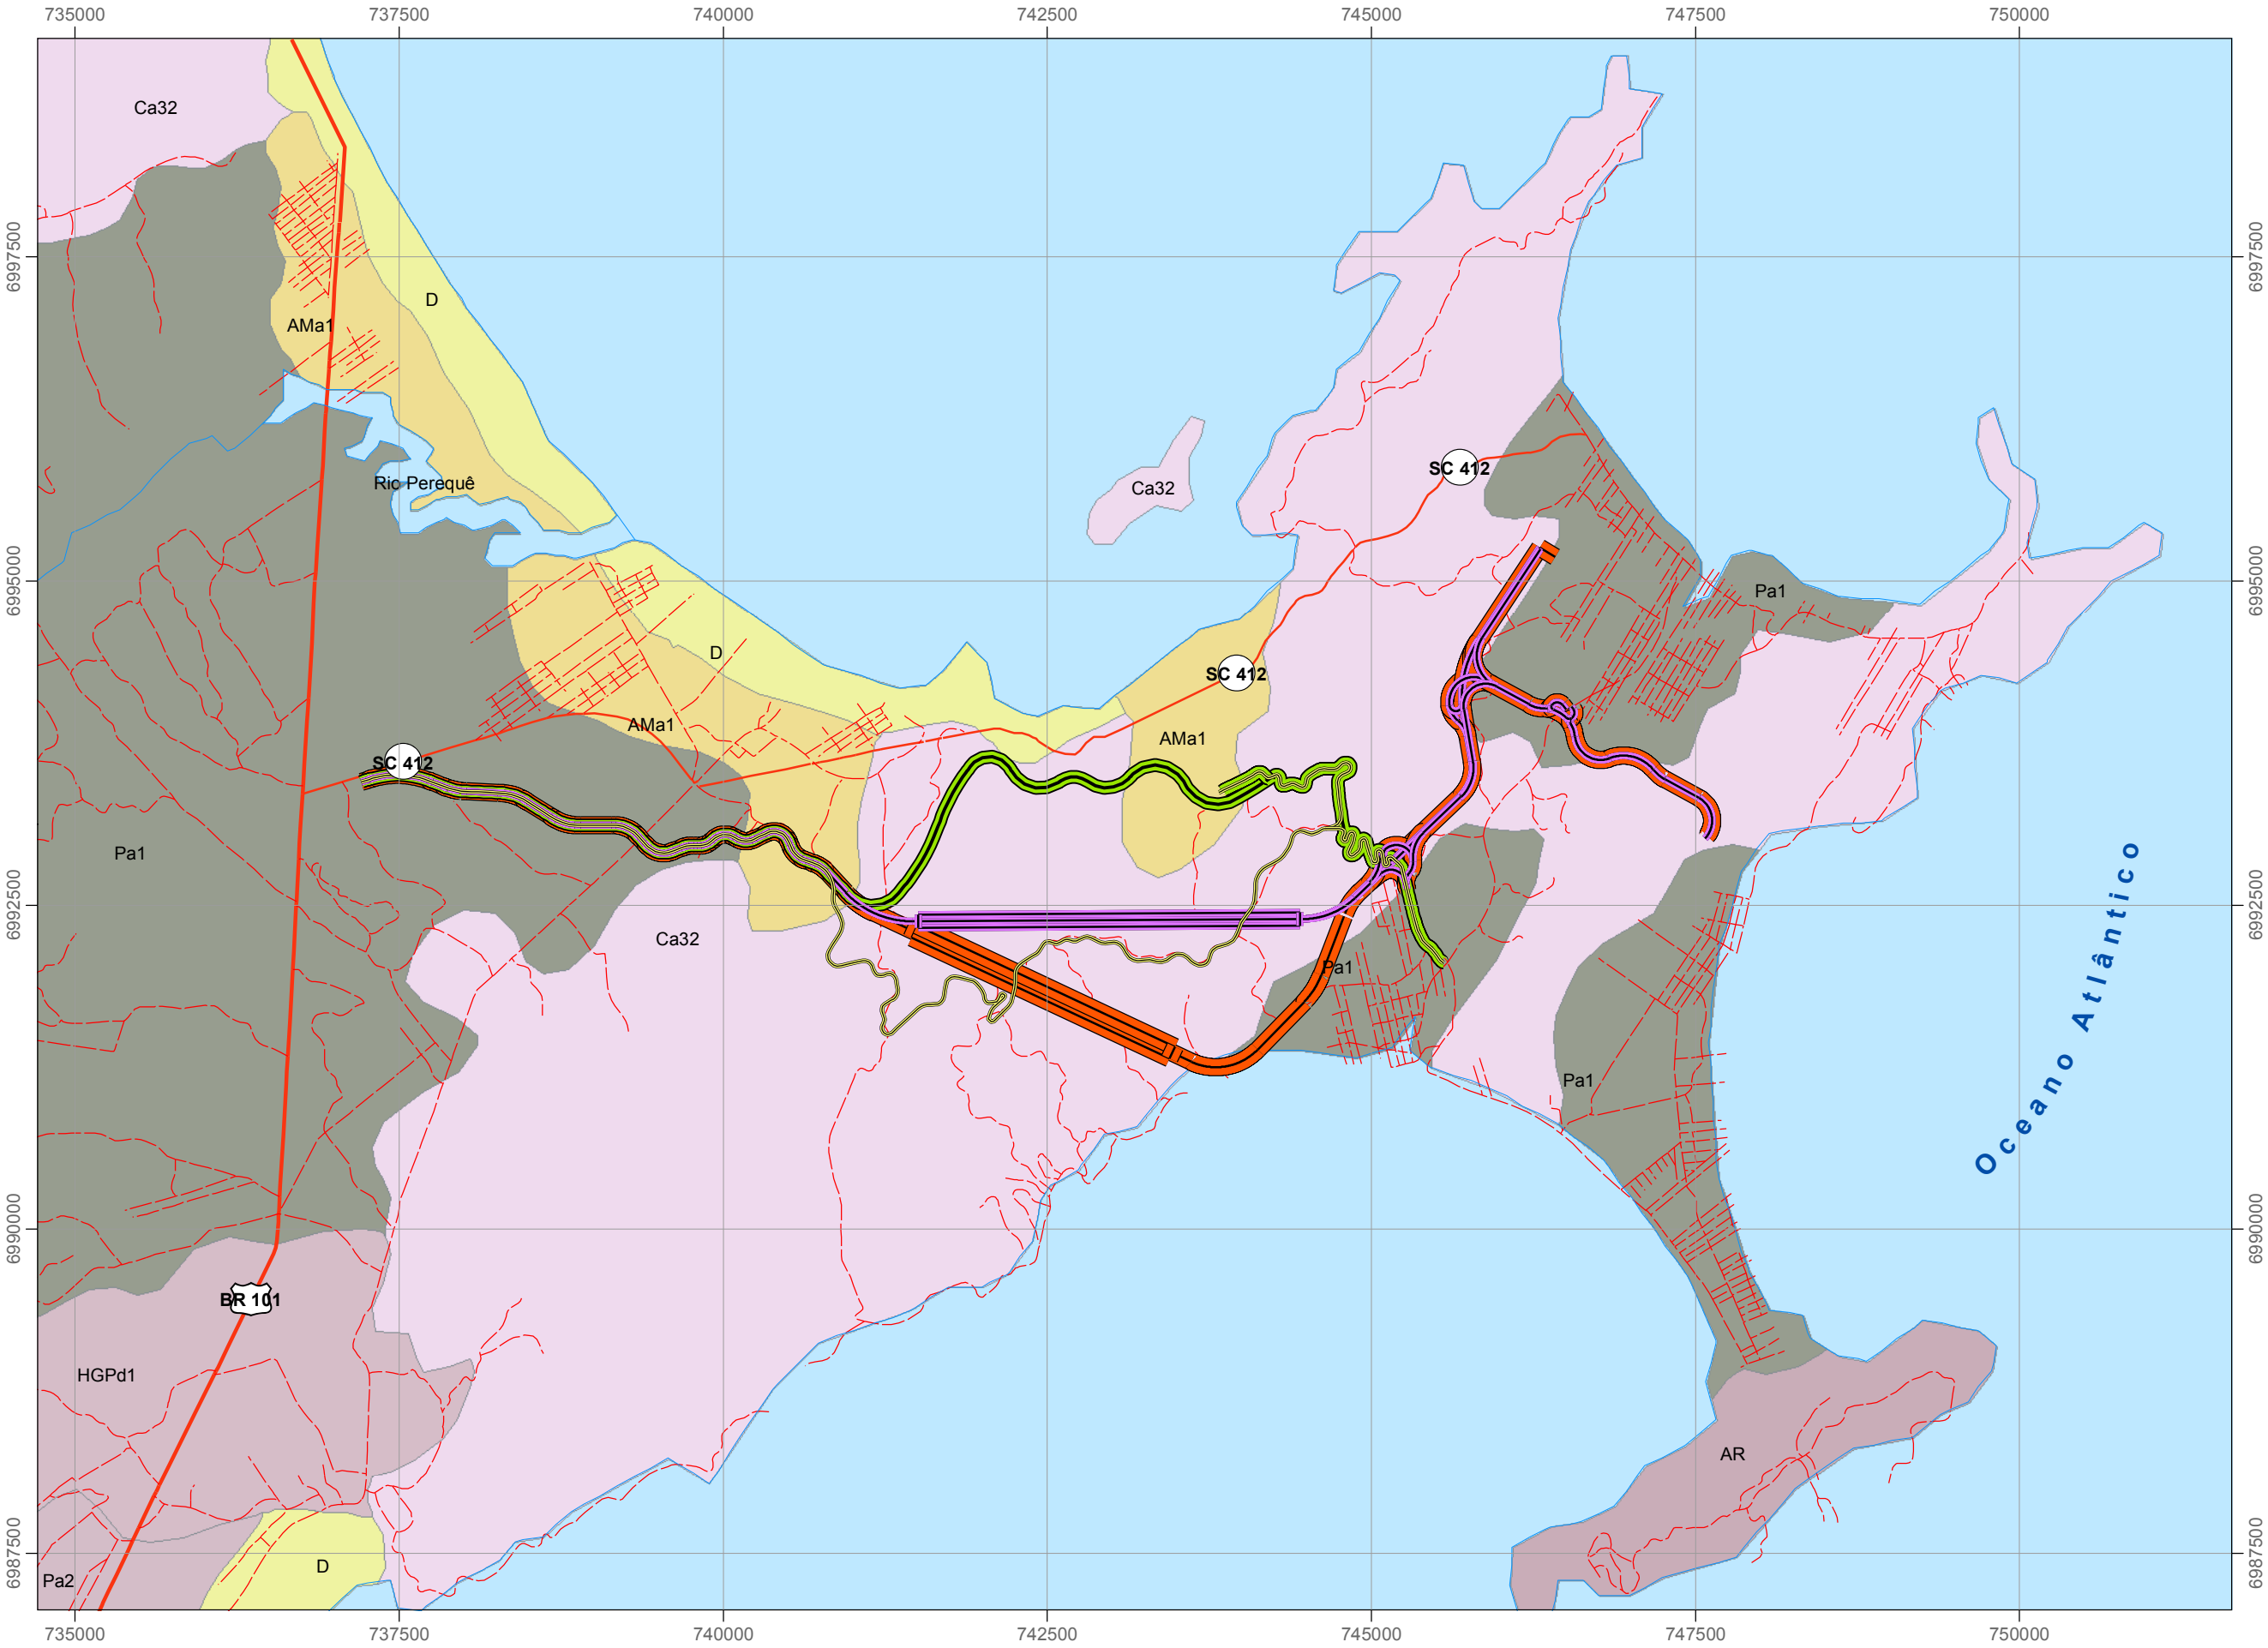 735000 737500 740000 742500 745000 747500 750000
Ca32
6997500
6997500
D
AMa1
SC 412
Rio Perequê
Ca32
6995000
6995000
Pa1
D
SC 412
AMa1
AMa1
SC 412
Pa1
6992500
6992500
Ca32
Pa1
Oceano Atlântico
Pa1
6990000
6990000
BR 101
HGPd1
AR
6987500
6987500
D
Pa2
735000 737500 740000 742500 745000 747500 750000